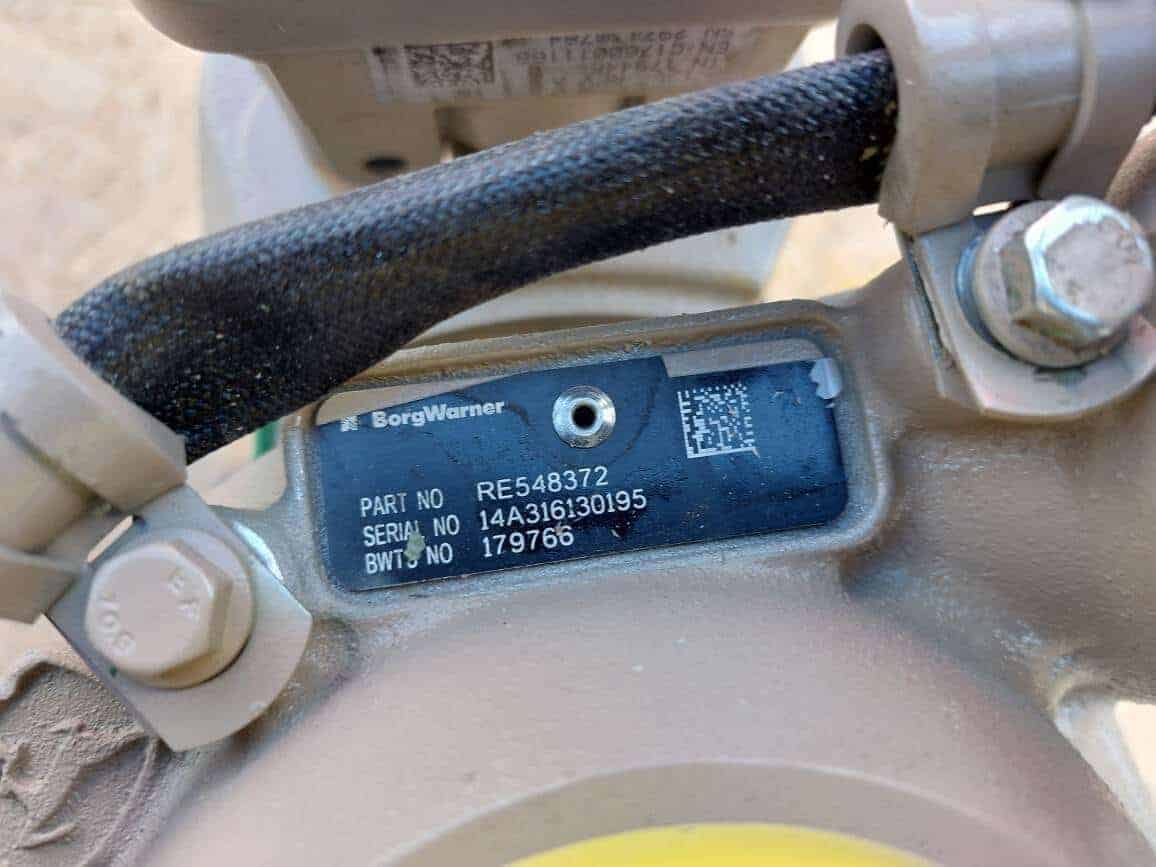 BorgWarner
PART NO RE548372
SERIAL NO 14A316130195
BWTS NO 179766